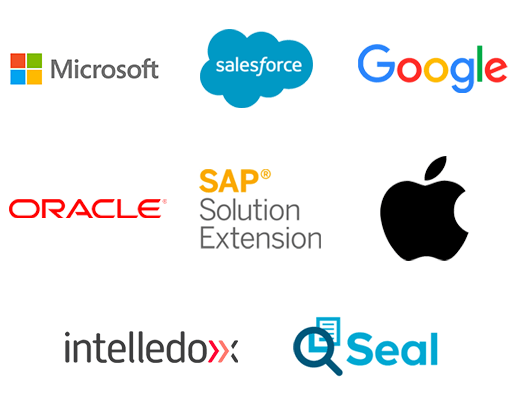 Microsoft
salesforce
Google
ORACLE®
SAP®
Solution
Extension
intelledox
Seal